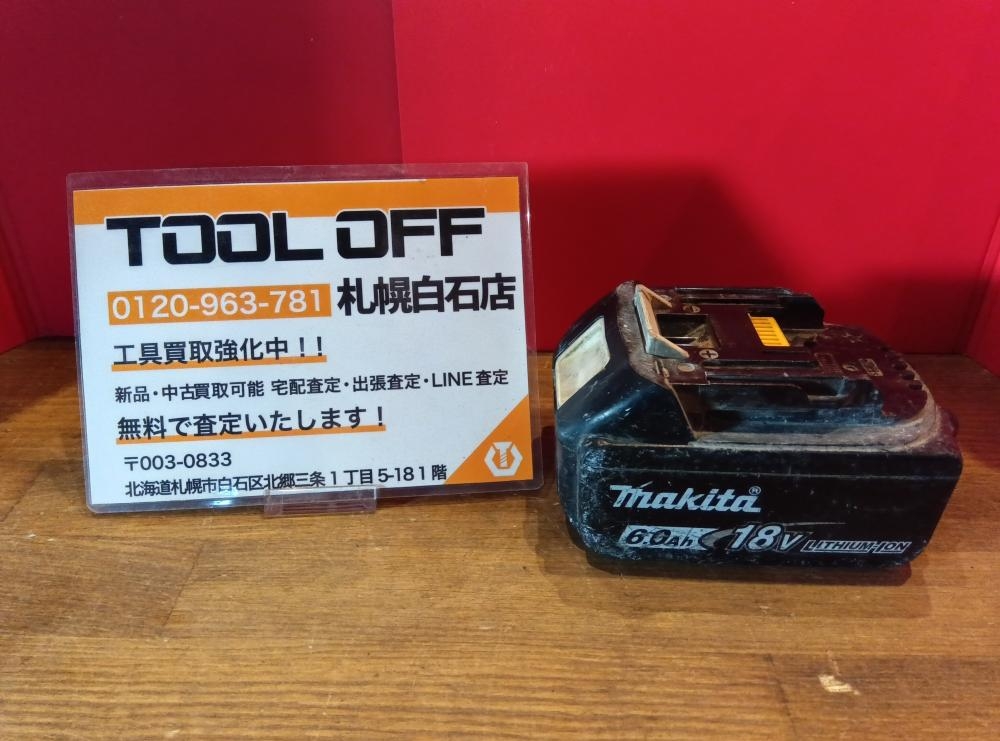 TOOL OFF
0120-963-781 札幌白石店
工具買取強化中!!
新品・中古買取可能 宅配査定・出張査定・LINE査定
無料で査定いたします!
〒003-0833
北海道札幌市白石区北郷三条1丁目5-18 1階
makita®
6.0Ah 18V LITHIUM-ION